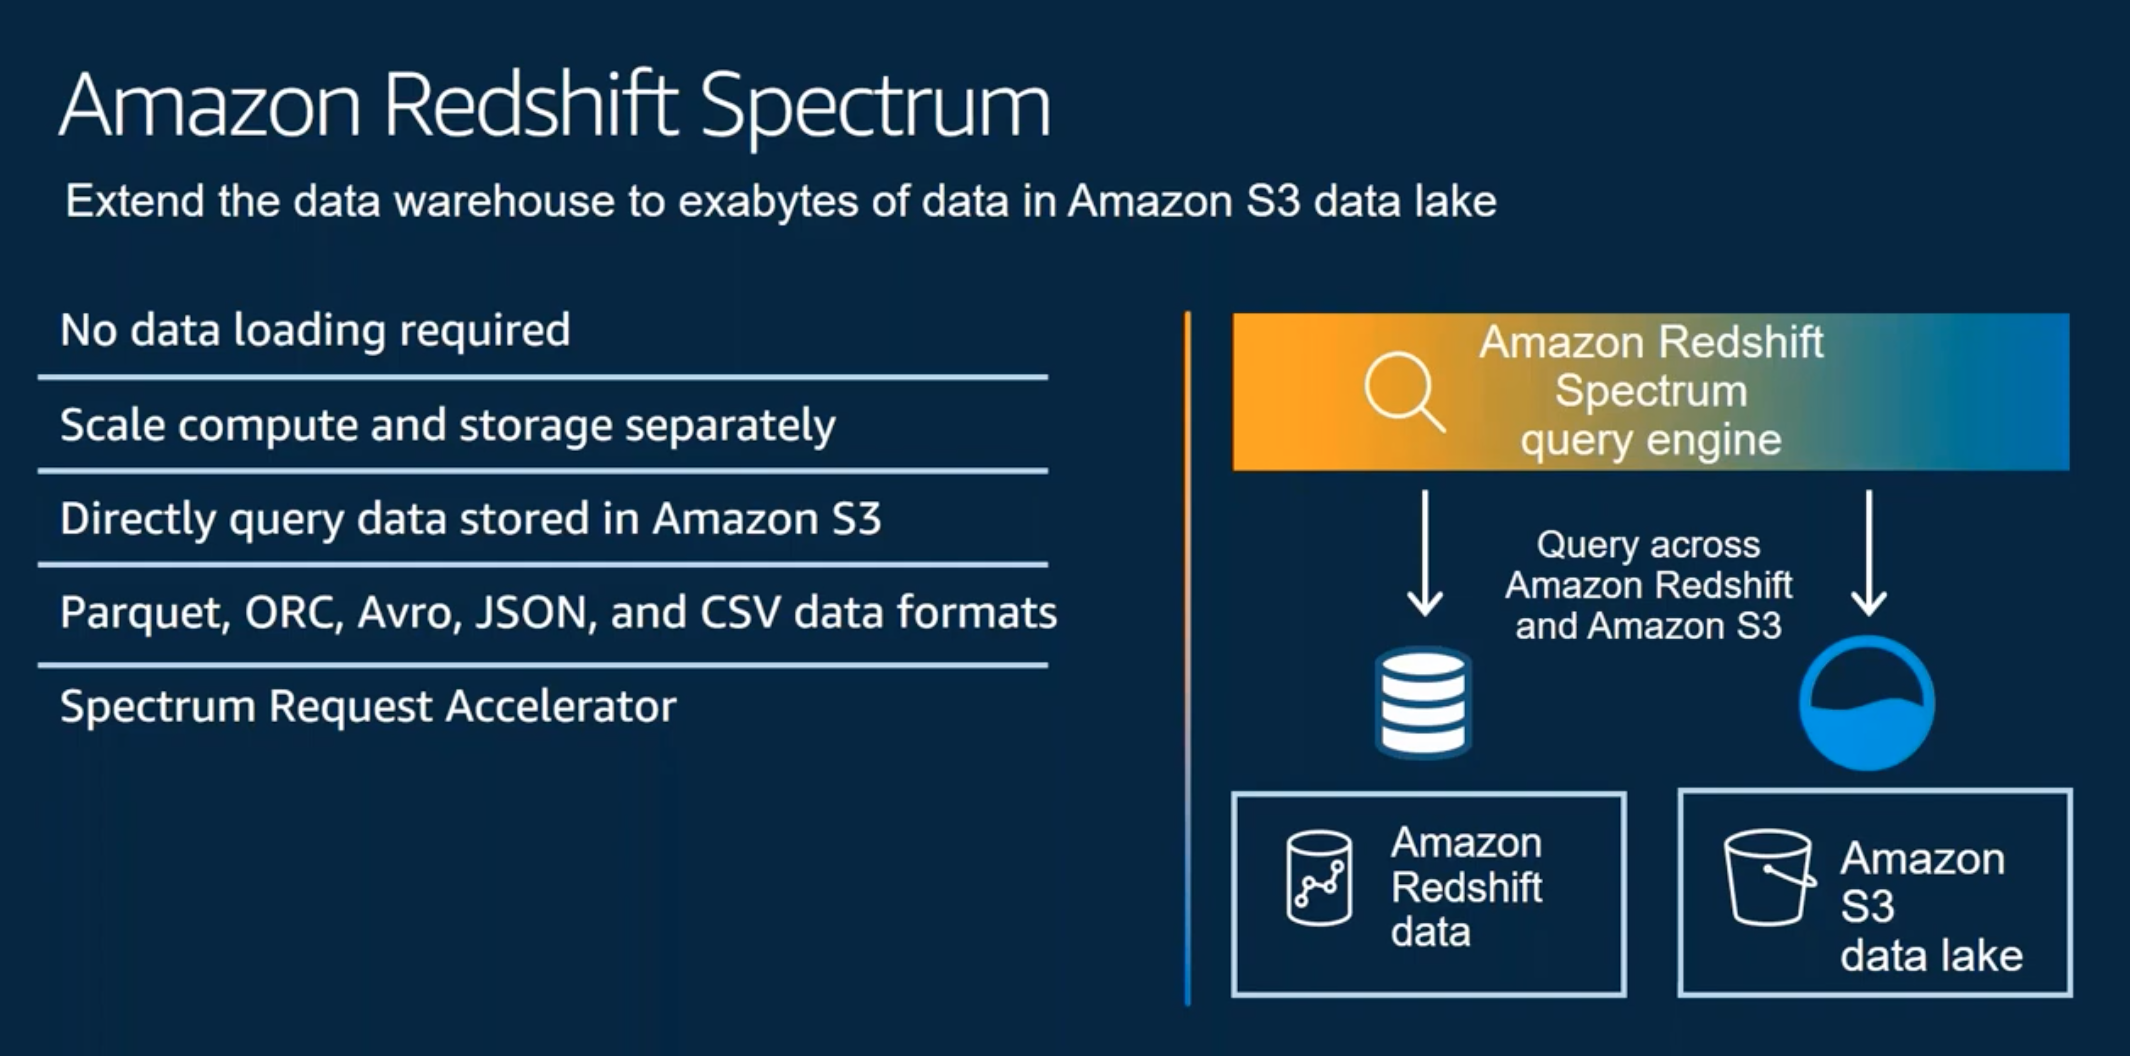 Amazon Redshift Spectrum
Extend the data warehouse to exabytes of data in Amazon S3 data lake
No data loading required
Scale compute and storage separately
Directly query data stored in Amazon S3
Parquet, ORC, Avro, JSON, and CSV data formats
Spectrum Request Accelerator
Amazon Redshift
Spectrum
query engine
Query across
Amazon Redshift
and Amazon S3
Amazon
Redshift
data
Amazon
S3
data lake